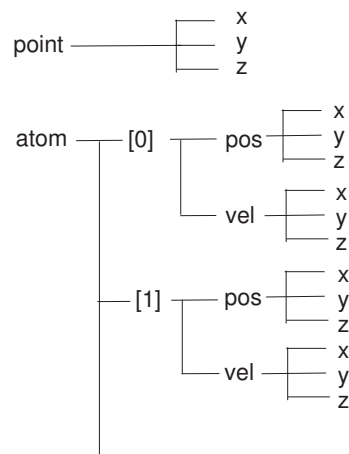 x
point y
z
x
atom [0] pos y
z
x
vel y
z
x
[1] pos y
z
x
vel y
z